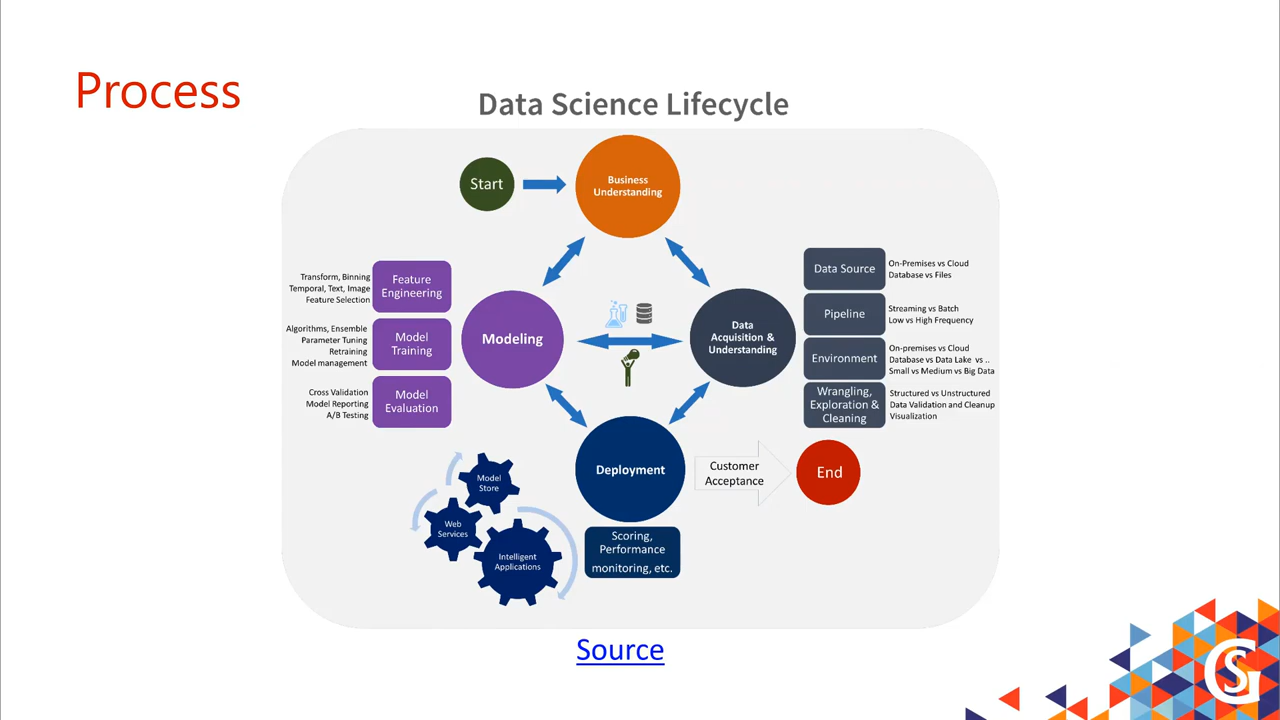 Process
Data Science Lifecycle
Start
Business
Understanding
Transform, Binning
Temporal, Text, Image
Feature Selection
Feature
Engineering
Algorithms, Ensemble
Parameter Tuning
Retraining
Model management
Model
Training
Cross Validation
Model Reporting
A/B Testing
Model
Evaluation
Modeling
Data
Acquisition &
Understanding
Data Source
On-Premises vs Cloud
Database vs Files
Pipeline
Streaming vs Batch
Low vs High Frequency
Environment
On-premises vs Cloud
Database vs Data Lake vs ..
Small vs Medium vs Big Data
Wrangling,
Exploration &
Cleaning
Structured vs Unstructured
Data Validation and Cleanup
Visualization
Deployment
Customer
Acceptance
End
Model
Store
Web
Services
Intelligent
Applications
Scoring,
Performance
monitoring, etc.
Source
GS